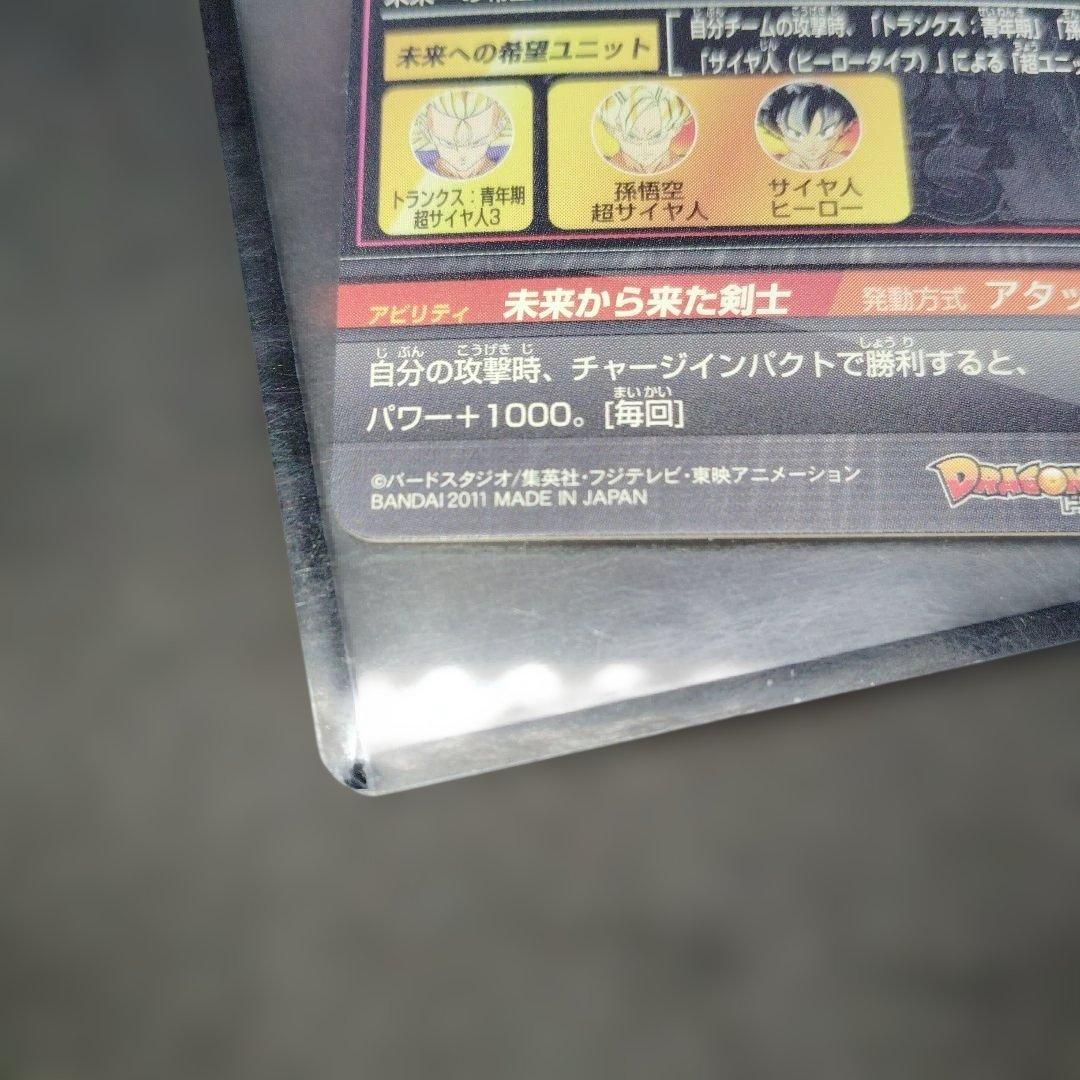 未来への希望ユニット
自分チームの攻撃時、「トランクス：青年期」「孫
「サイヤ人（ヒーロータイプ）」による「超ユニッ
トランクス：青年期
超サイヤ人3
孫悟空
超サイヤ人
サイヤ人
ヒーロー
アビリティ 未来から来た剣士 発動方式 アタッ
自分の攻撃時、チャージインパクトで勝利すると、
パワー＋1000。[毎回]
©バードスタジオ/集英社・フジテレビ・東映アニメーション
BANDAI 2011 MADE IN JAPAN
DRAGON